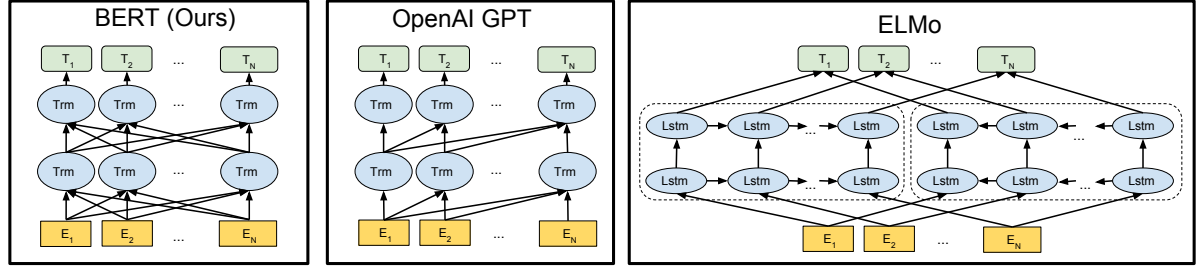 BERT (Ours)
T1 T2 ... TN
Trm Trm ... Trm
Trm Trm ... Trm
E1 E2 ... EN
OpenAI GPT
T1 T2 ... TN
Trm Trm ... Trm
Trm Trm ... Trm
E1 E2 ... EN
ELMo
T1 T2 ... TN
Lstm Lstm ... Lstm Lstm Lstm ... Lstm
Lstm Lstm ... Lstm Lstm Lstm ... Lstm
E1 E2 ... EN